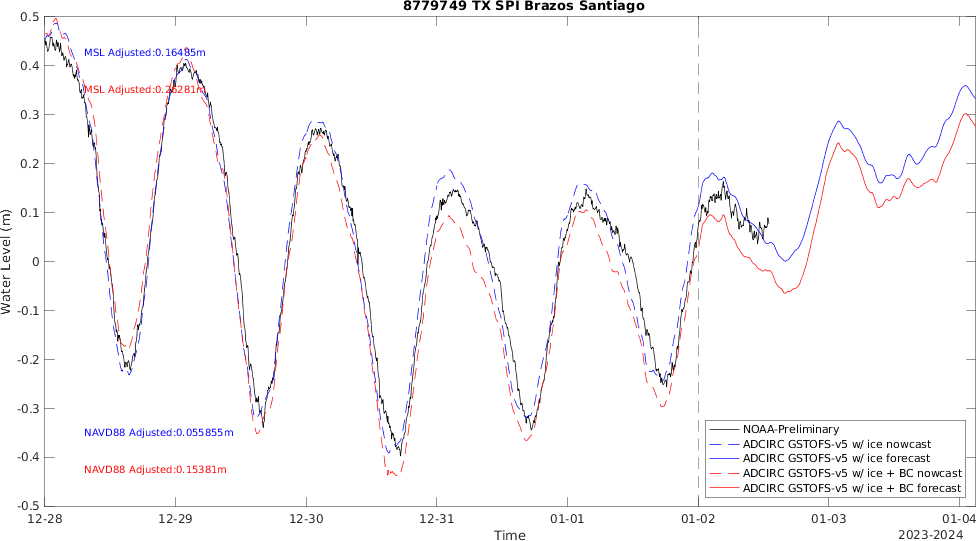 8779749 TX SPI Brazos Santiago
0.5
0.4
0.3
0.2
0.1
0
-0.1
-0.2
-0.3
-0.4
-0.5
Water Level (m)
MSL Adjusted:0.16485m
MSL Adjusted:0.26281m
NAVD88 Adjusted:0.055855m
NAVD88 Adjusted:0.15381m
NOAA-Preliminary
ADCIRC GSTOFS-v5 w/ ice nowcast
ADCIRC GSTOFS-v5 w/ ice forecast
ADCIRC GSTOFS-v5 w/ ice + BC nowcast
ADCIRC GSTOFS-v5 w/ ice + BC forecast
12-28 12-29 12-30 12-31 01-01 01-02 01-03 01-04
Time
2023-2024